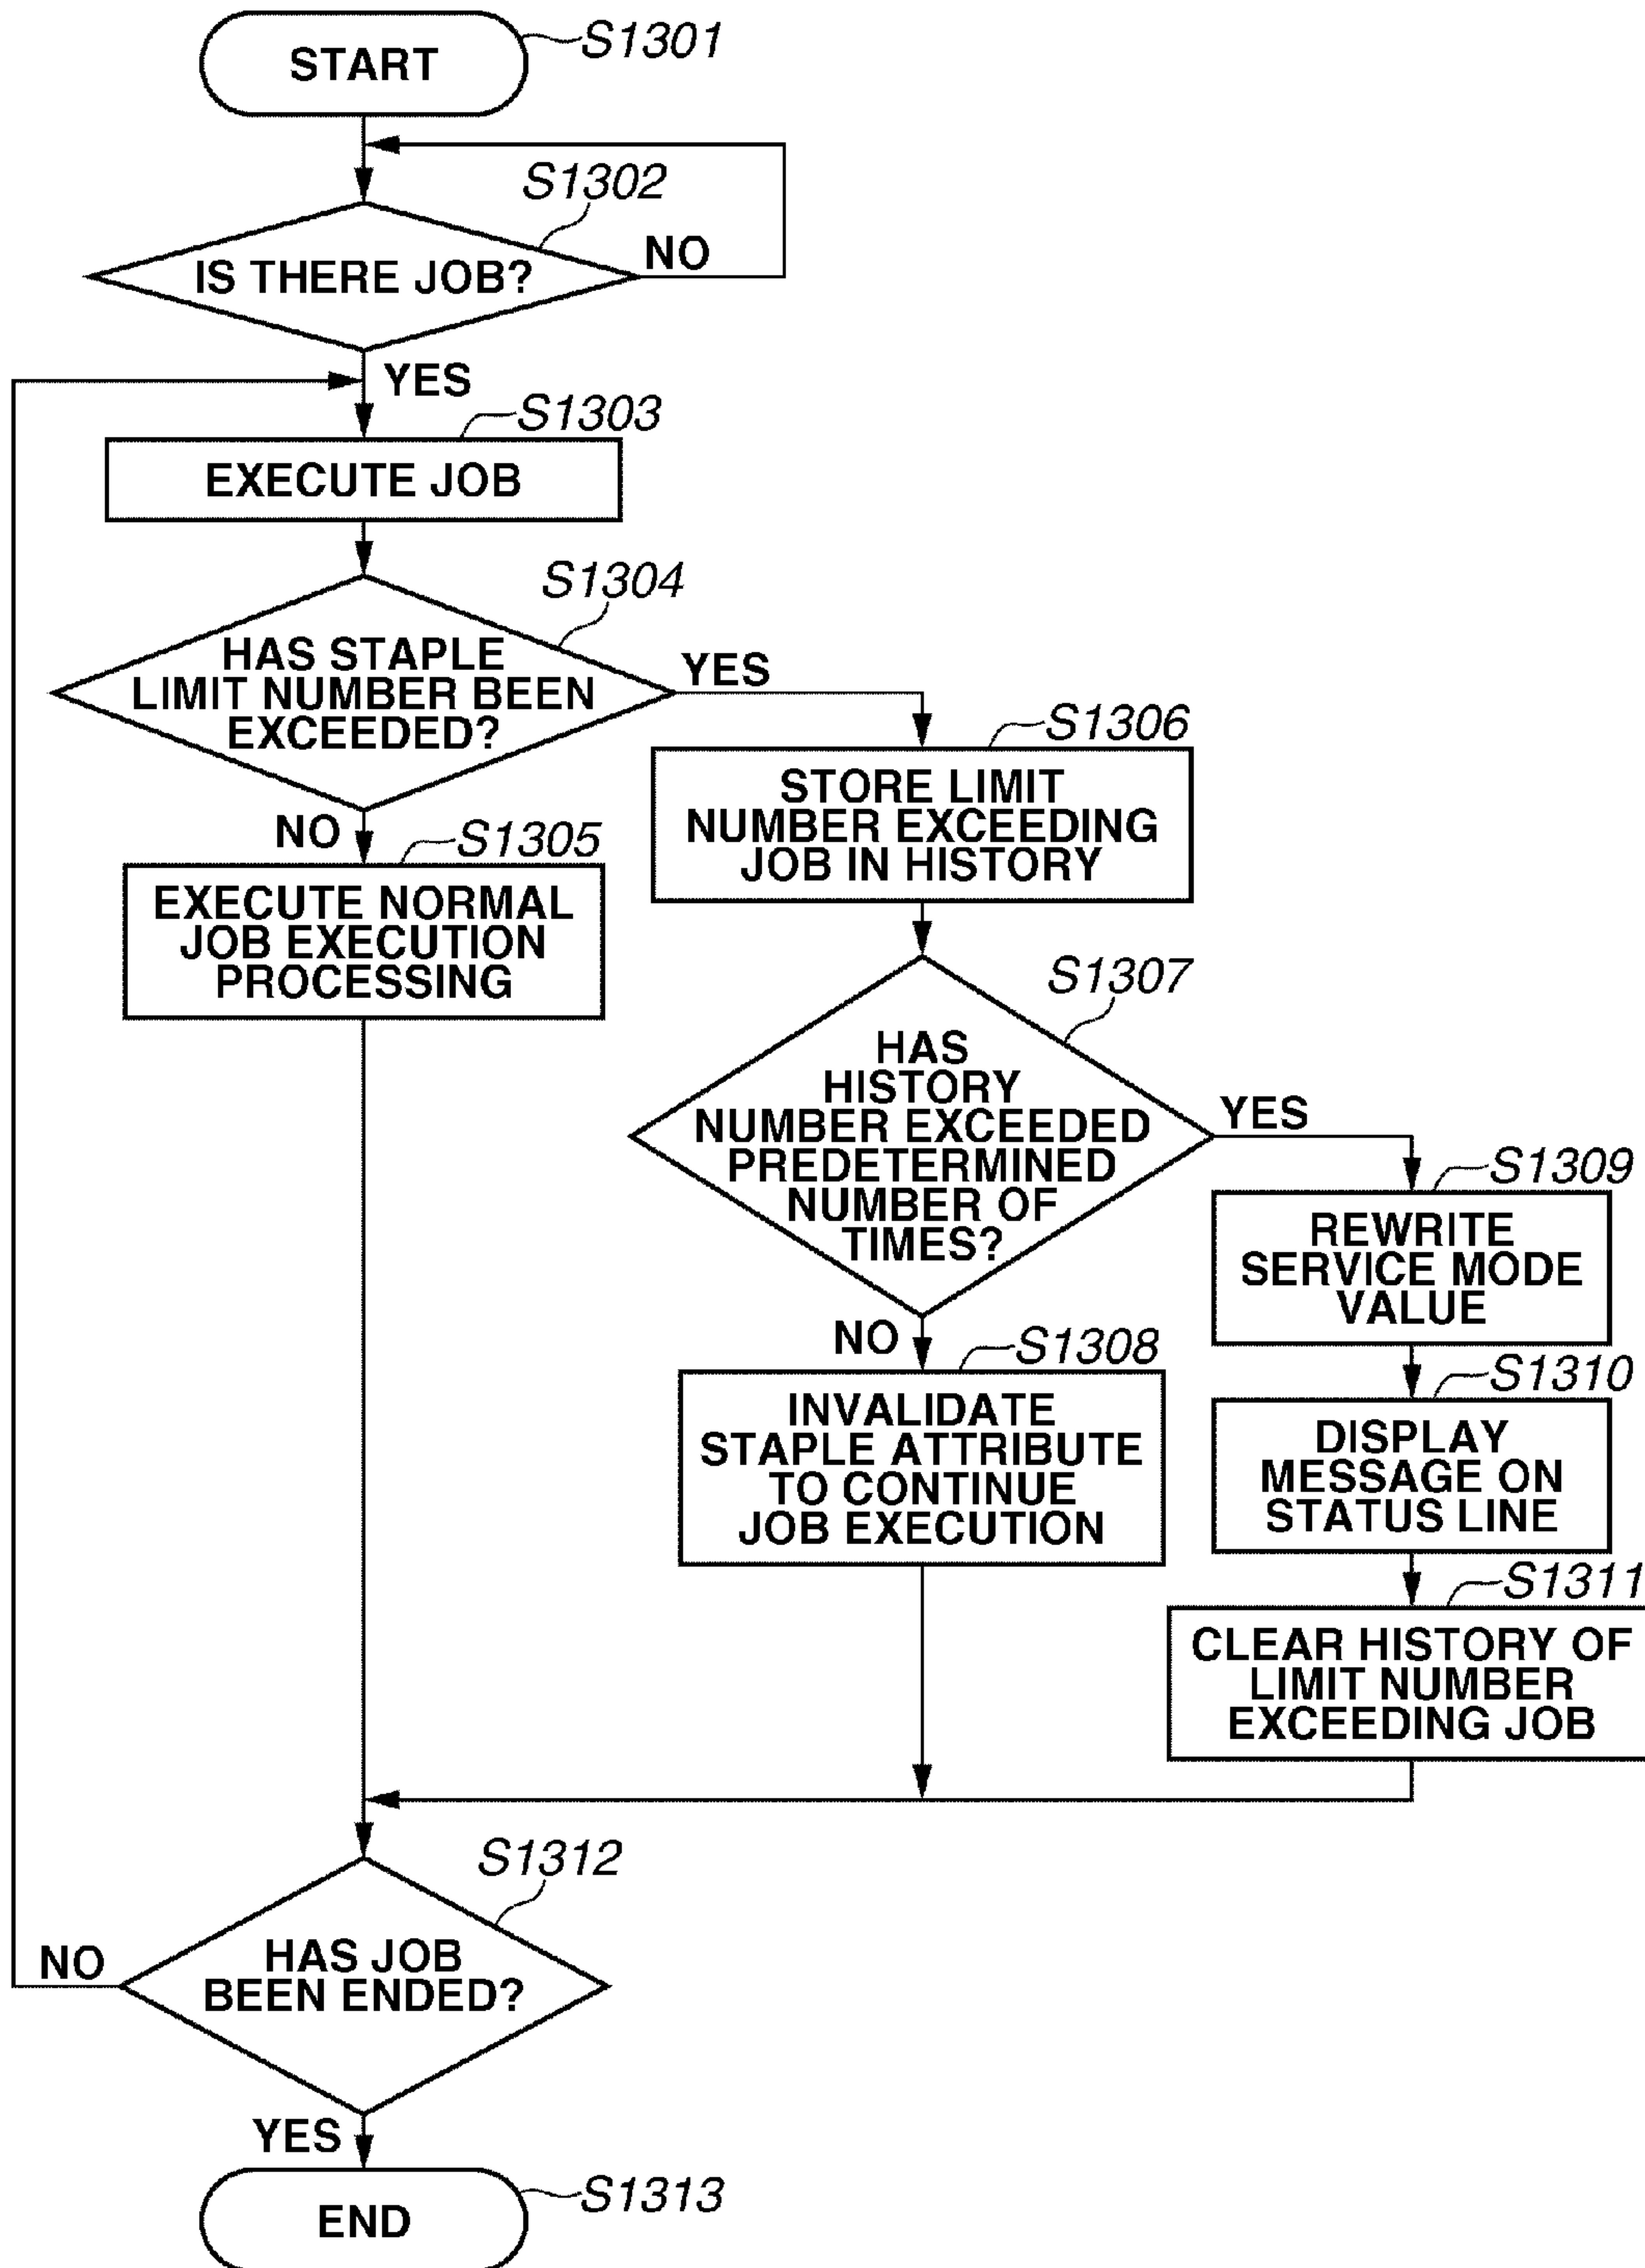 START
S1301
S1302
IS THERE JOB?
NO
YES
S1303
EXECUTE JOB
S1304
HAS STAPLE
LIMIT NUMBER BEEN
EXCEEDED?
YES
NO
S1305
EXECUTE NORMAL
JOB EXECUTION
PROCESSING
S1306
STORE LIMIT
NUMBER EXCEEDING
JOB IN HISTORY
S1307
HAS
HISTORY
NUMBER EXCEEDED
PREDETERMINED
NUMBER OF
TIMES?
YES
NO
S1308
INVALIDATE
STAPLE ATTRIBUTE
TO CONTINUE
JOB EXECUTION
S1309
REWRITE
SERVICE MODE
VALUE
S1310
DISPLAY
MESSAGE ON
STATUS LINE
S1311
CLEAR HISTORY OF
LIMIT NUMBER
EXCEEDING JOB
S1312
HAS JOB
BEEN ENDED?
NO
YES
END
S1313